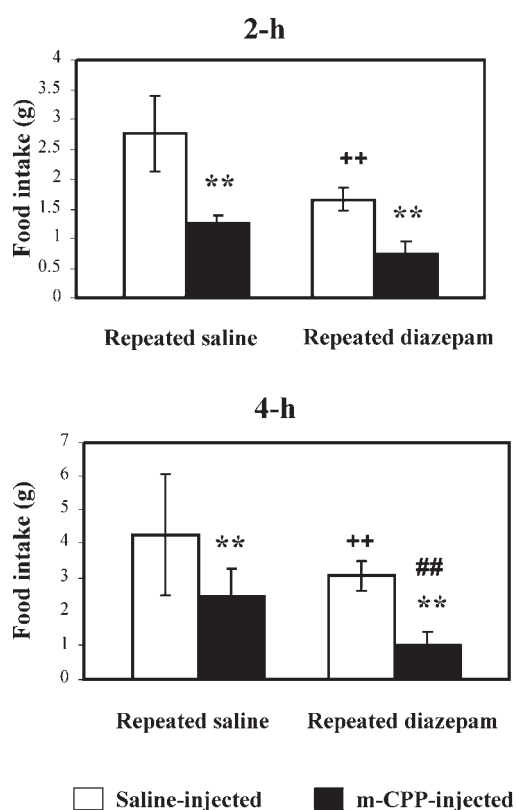 2-h
Food intake (g)
4
3.5
3
2.5
2
1.5
1
0.5
0
**
++
**
Repeated saline
Repeated diazepam
4-h
Food intake (g)
7
6
5
4
3
2
1
0
**
++
##
**
Repeated saline
Repeated diazepam
Saline-injected
m-CPP-injected